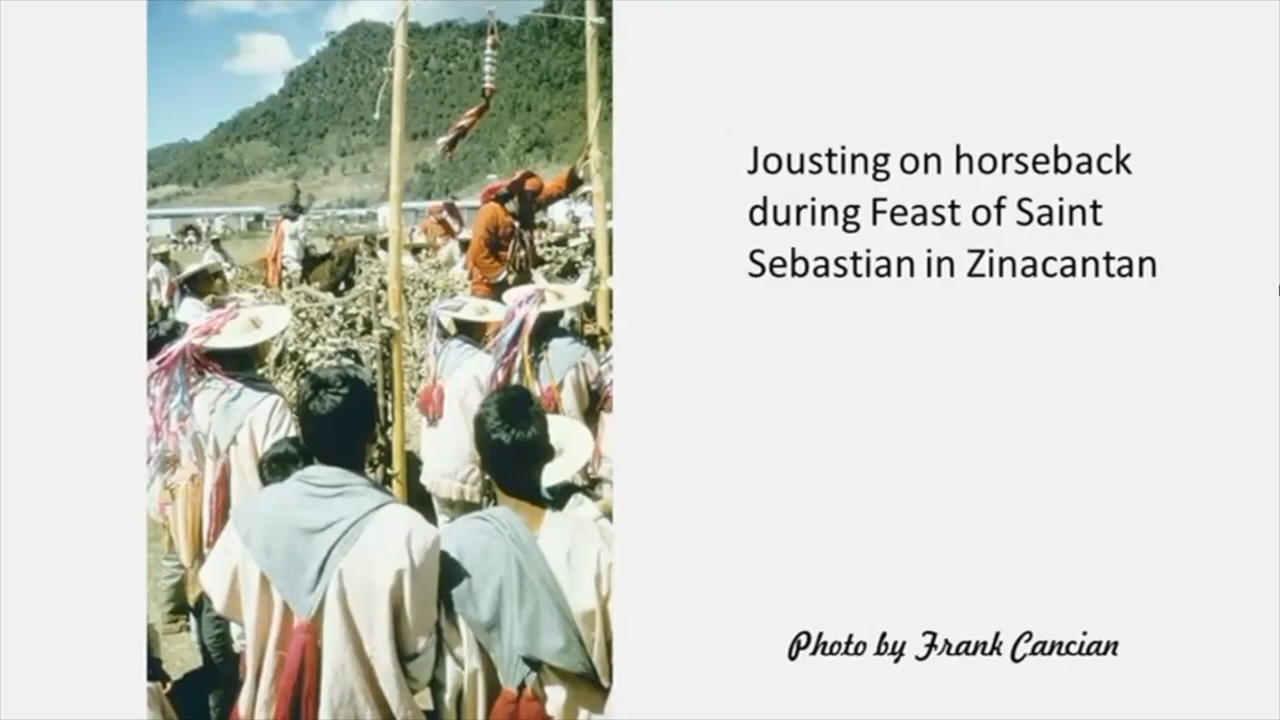 Jousting on horseback
during Feast of Saint
Sebastian in Zinacantan
Photo by Frank Cancian